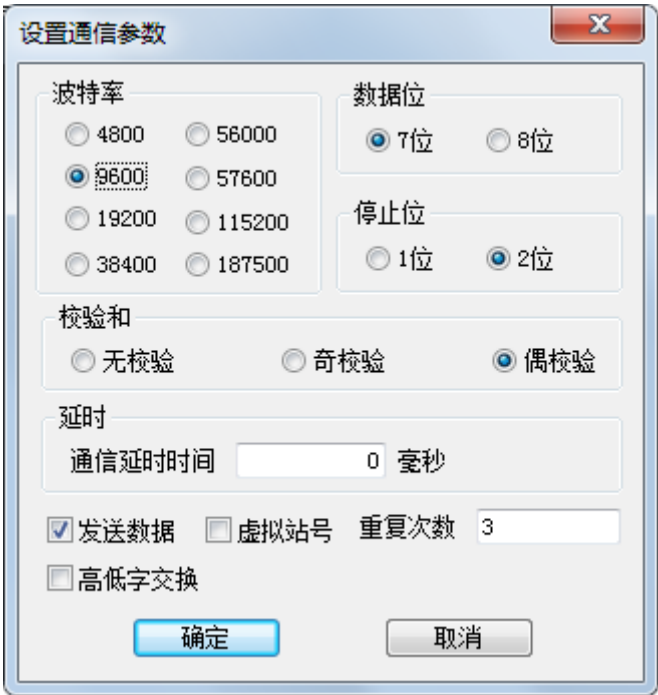 设置通信参数
波特率
4800 56000
9600 57600
19200 115200
38400 187500
数据位
7位 8位
停止位
1位 2位
校验和
无校验 奇校验 偶校验
延时
通信延时时间 0 毫秒
发送数据 虚拟站号 重复次数 3
高低字交换
确定 取消